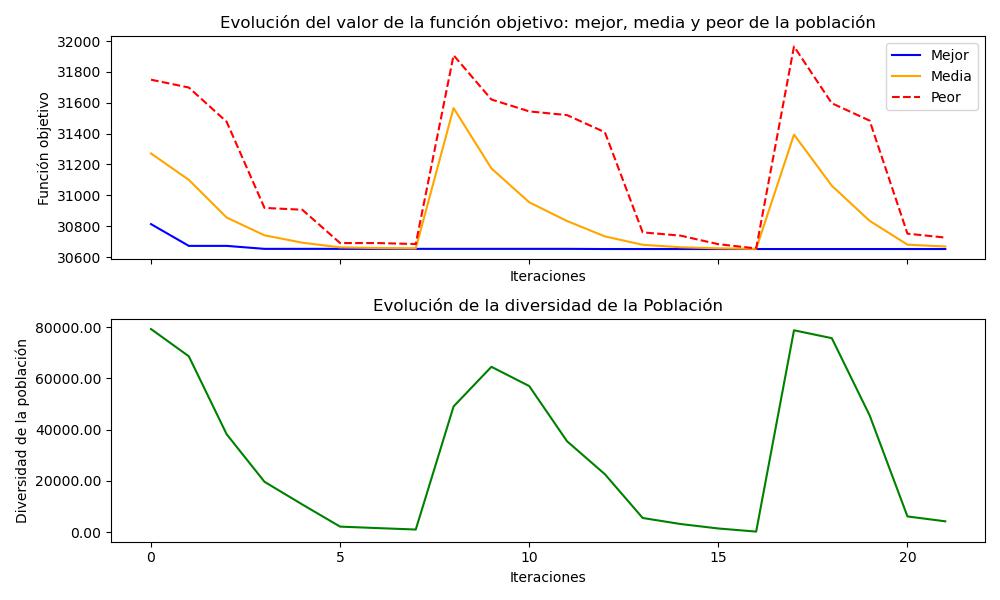 Evolución del valor de la función objetivo: mejor, media y peor de la población
32000
31800
31600
31400
31200
31000
30800
30600
Función objetivo
Mejor
Media
Peor
Iteraciones
Evolución de la diversidad de la Población
80000.00
60000.00
40000.00
20000.00
0.00
Diversidad de la población
0 5 10 15 20
Iteraciones